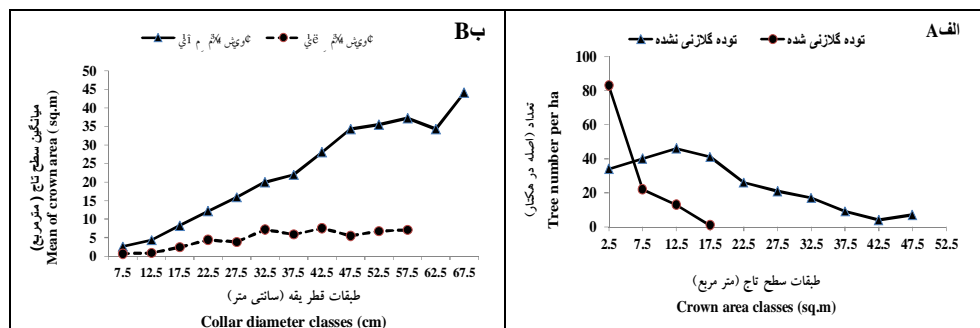 بB
50
45
40
35
30
25
20
15
10
5
0
میانگین سطح تاج (مترمربع)
Mean of crown area ( sq.m)
7.5 12.5 17.5 22.5 27.5 32.5 37.5 42.5 47.5 52.5 57.5 62.5 67.5
طبقات قطر یقه (سانتی متر)
Collar diameter classes (cm)
الفA
توده گلازنی نشده
توده گلازنی شده
100
80
60
40
20
0
تعداد (اصله در هکتار)
Tree number per ha
2.5 7.5 12.5 17.5 22.5 27.5 32.5 37.5 42.5 47.5 52.5
طبقات سطح تاج (متر مربع)
Crown area classes (sq.m)